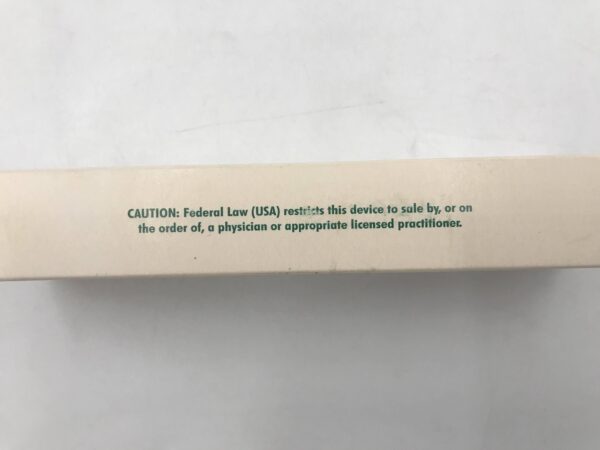 CAUTION: Federal Law (USA) restricts this device to sale by, or on
the order of, a physician or appropriate licensed practitioner.